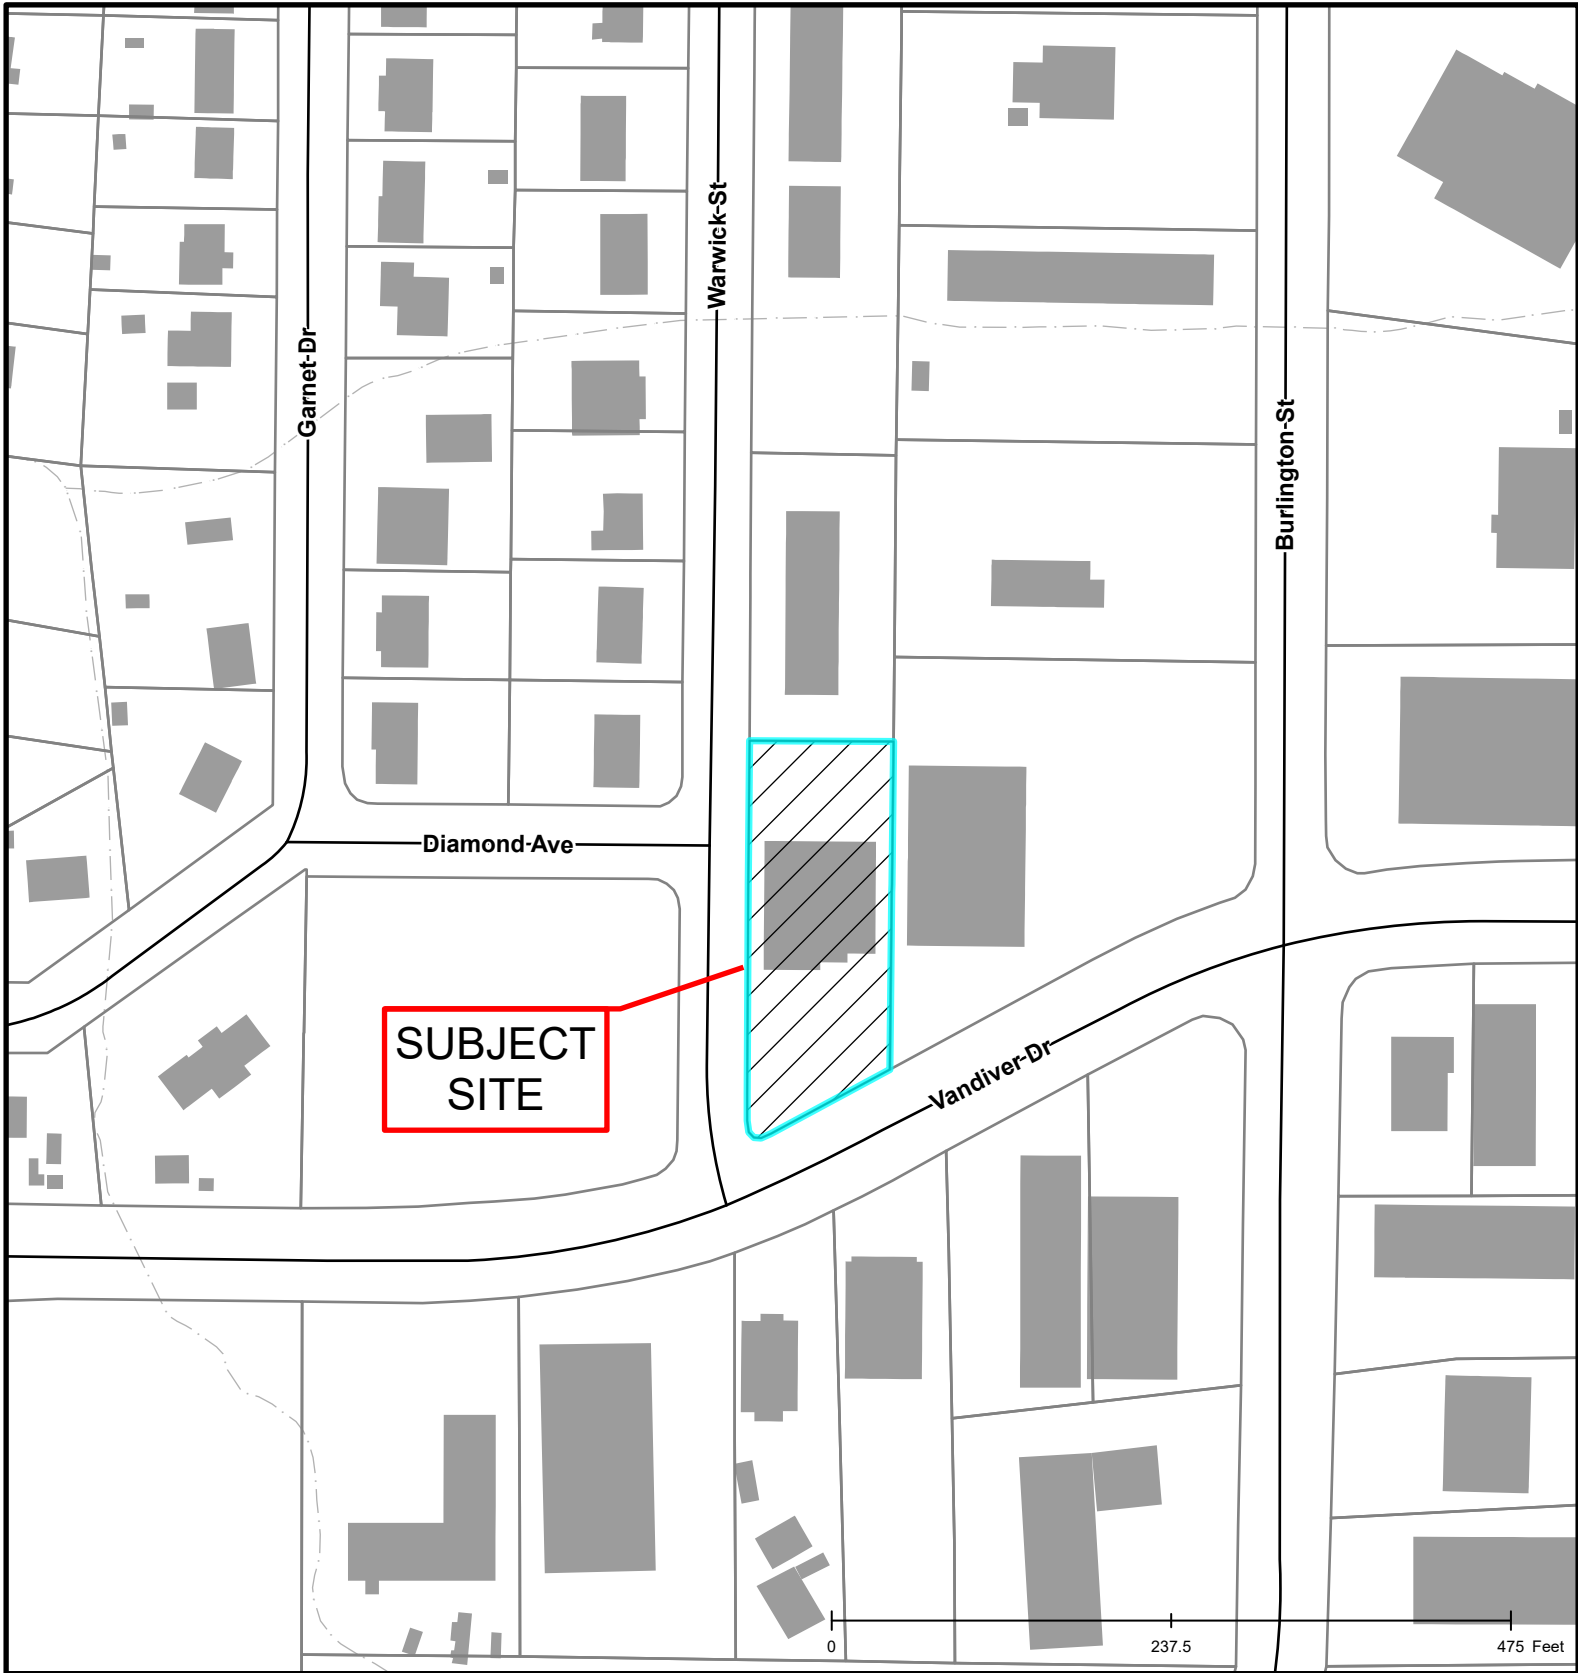 Warwick-St
Garnet-Dr
Burlington-St
Diamond-Ave
SUBJECT
SITE
Vandiver-Dr
0 237.5 475 Feet